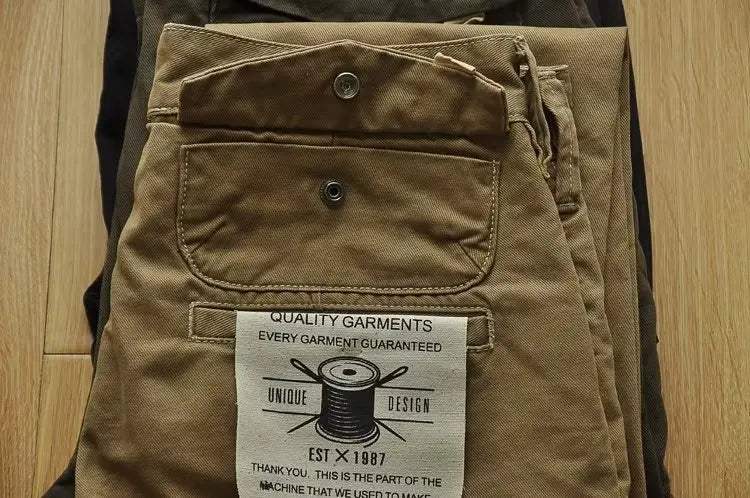 QUALITY GARMENTS
EVERY GARMENT GUARANTEED
UNIQUE DESIGN
EST X 1987
THANK YOU. THIS IS THE PART OF THE
MACHINE THAT WE USED TO MAKE